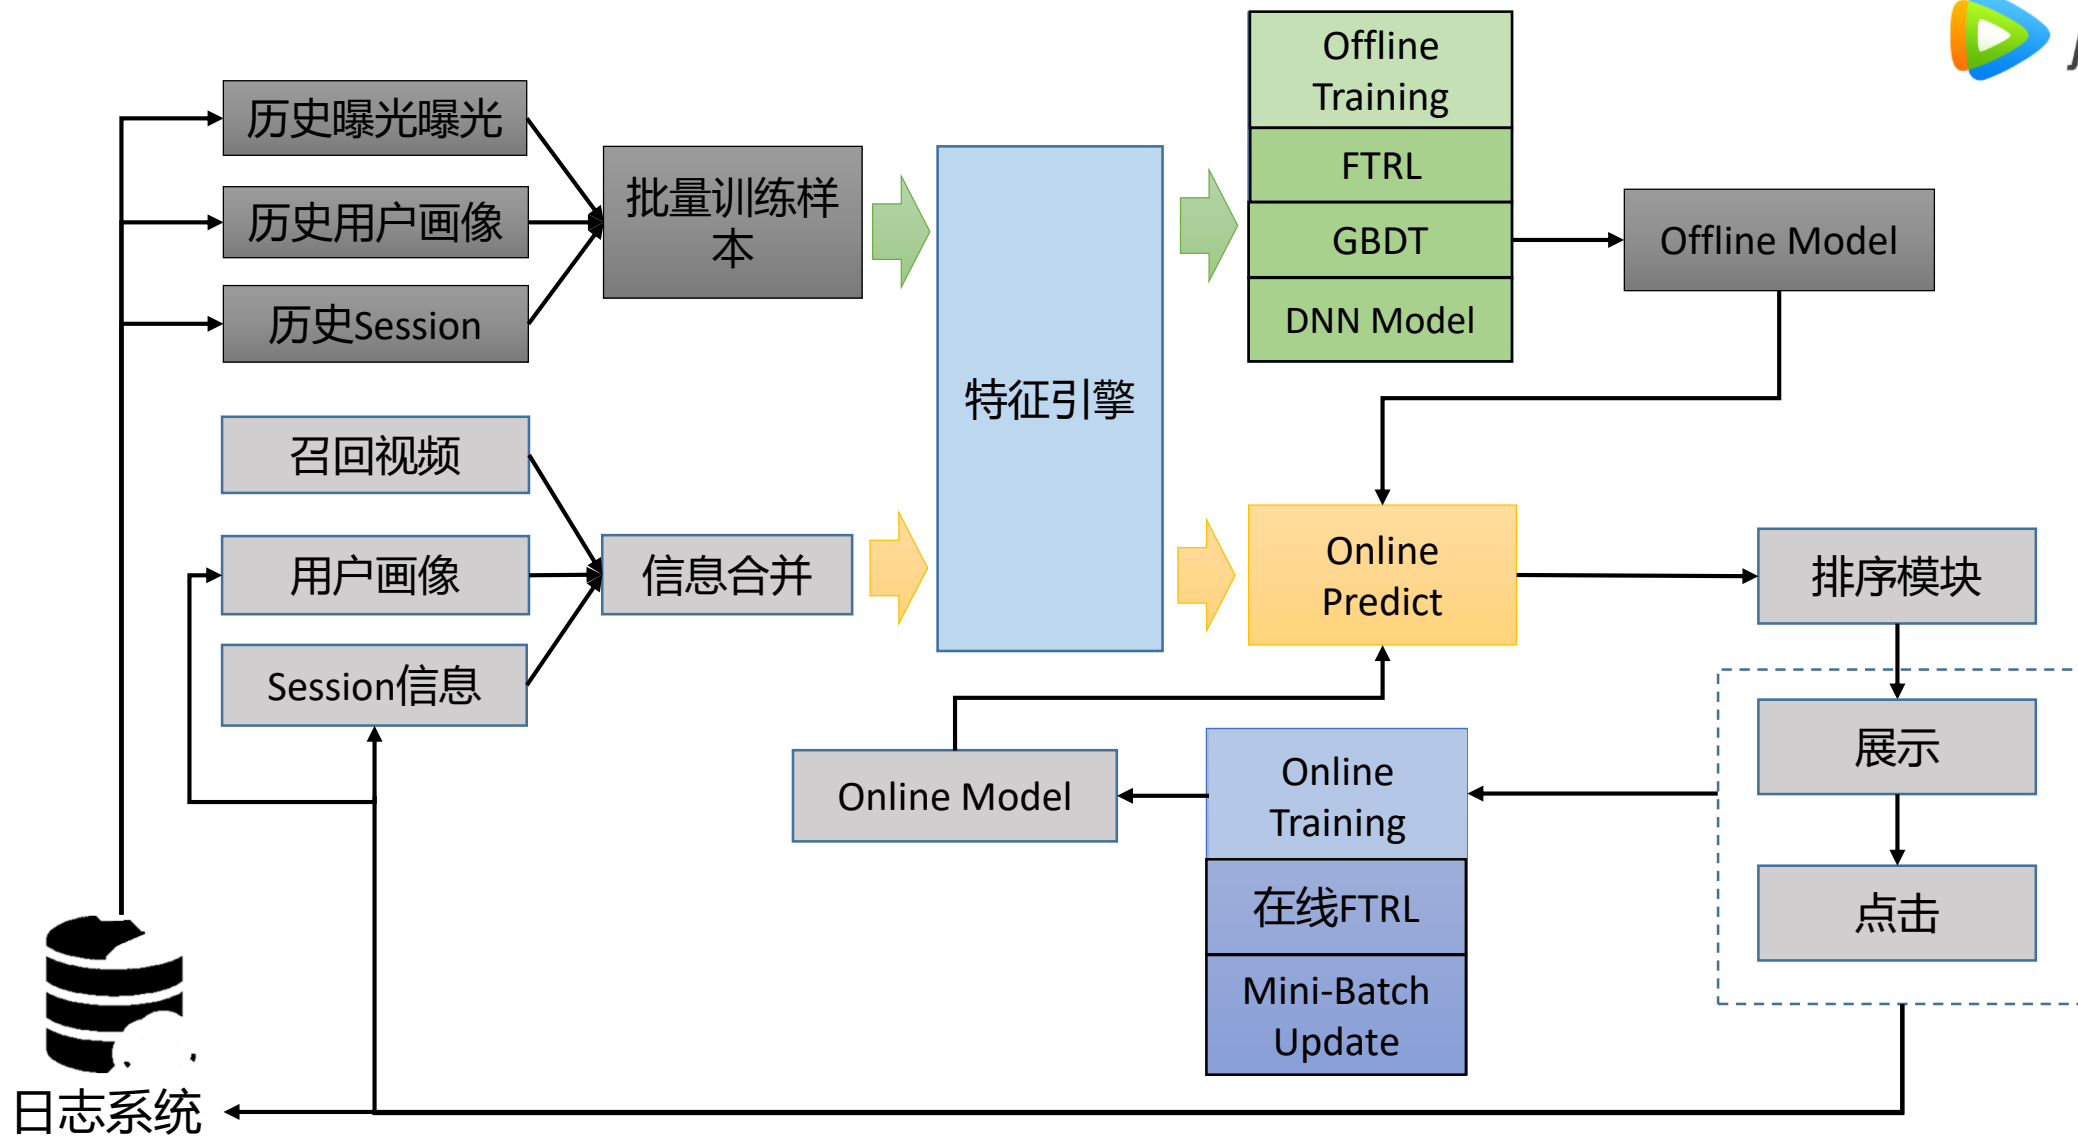 Offline
Training
FTRL
GBDT
DNN Model
历史曝光曝光
历史用户画像
历史Session
批量训练样
本
特征引擎
Offline Model
召回视频
用户画像
Session信息
信息合并
Online
Predict
排序模块
展示
点击
Online Model
Online
Training
在线FTRL
Mini-Batch
Update
日志系统